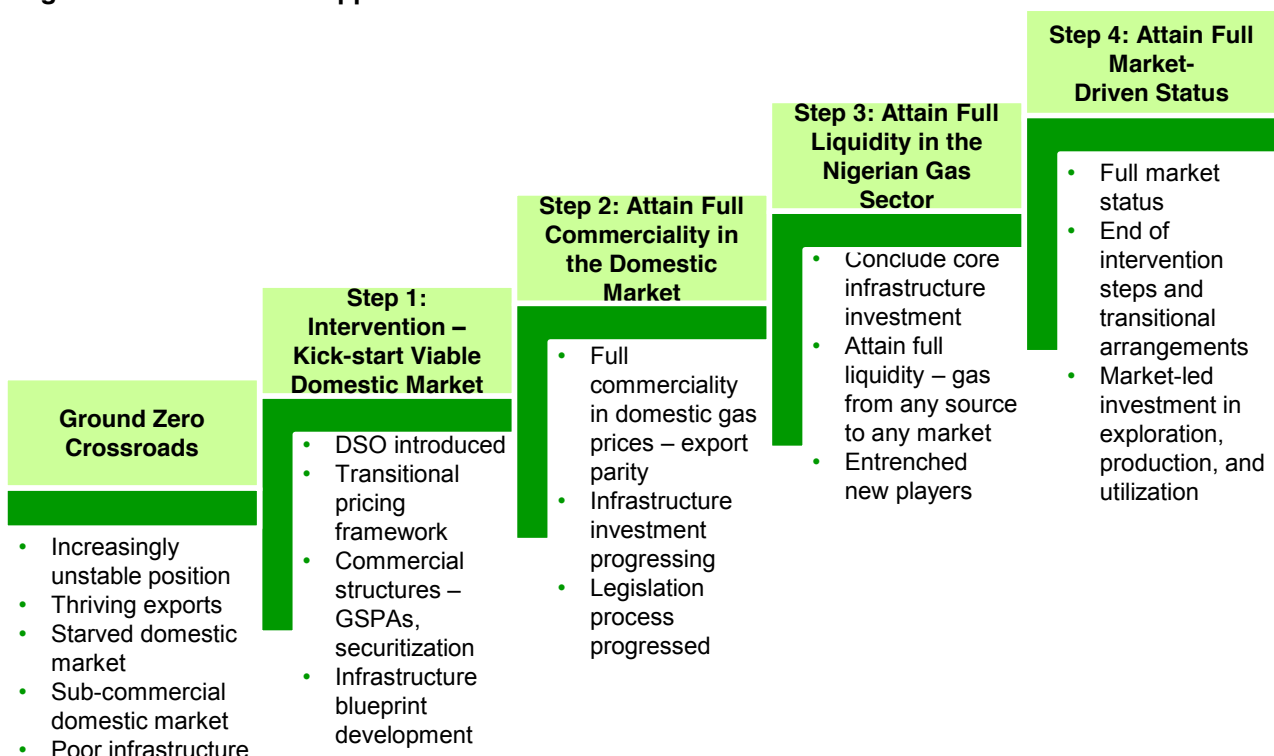 Ground Zero
Crossroads
• Increasingly
unstable position
• Thriving exports
• Starved domestic
market
• Sub-commercial
domestic market
• Poor infrastructure
Step 1:
Intervention –
Kick-start Viable
Domestic Market
• DSO introduced
• Transitional
pricing
framework
• Commercial
structures –
GSPAs,
securitization
• Infrastructure
blueprint
development
Step 2: Attain Full
Commerciality in
the Domestic
Market
• Full
commerciality
in domestic gas
prices – export
parity
• Infrastructure
investment
progressing
• Legislation
process
progressed
Step 3: Attain Full
Liquidity in the
Nigerian Gas
Sector
• Conclude core
infrastructure
investment
• Attain full
liquidity – gas
from any source
to any market
• Entrenched
new players
Step 4: Attain Full
Market-
Driven Status
• Full market
status
• End of
intervention
steps and
transitional
arrangements
• Market-led
investment in
exploration,
production, and
utilization